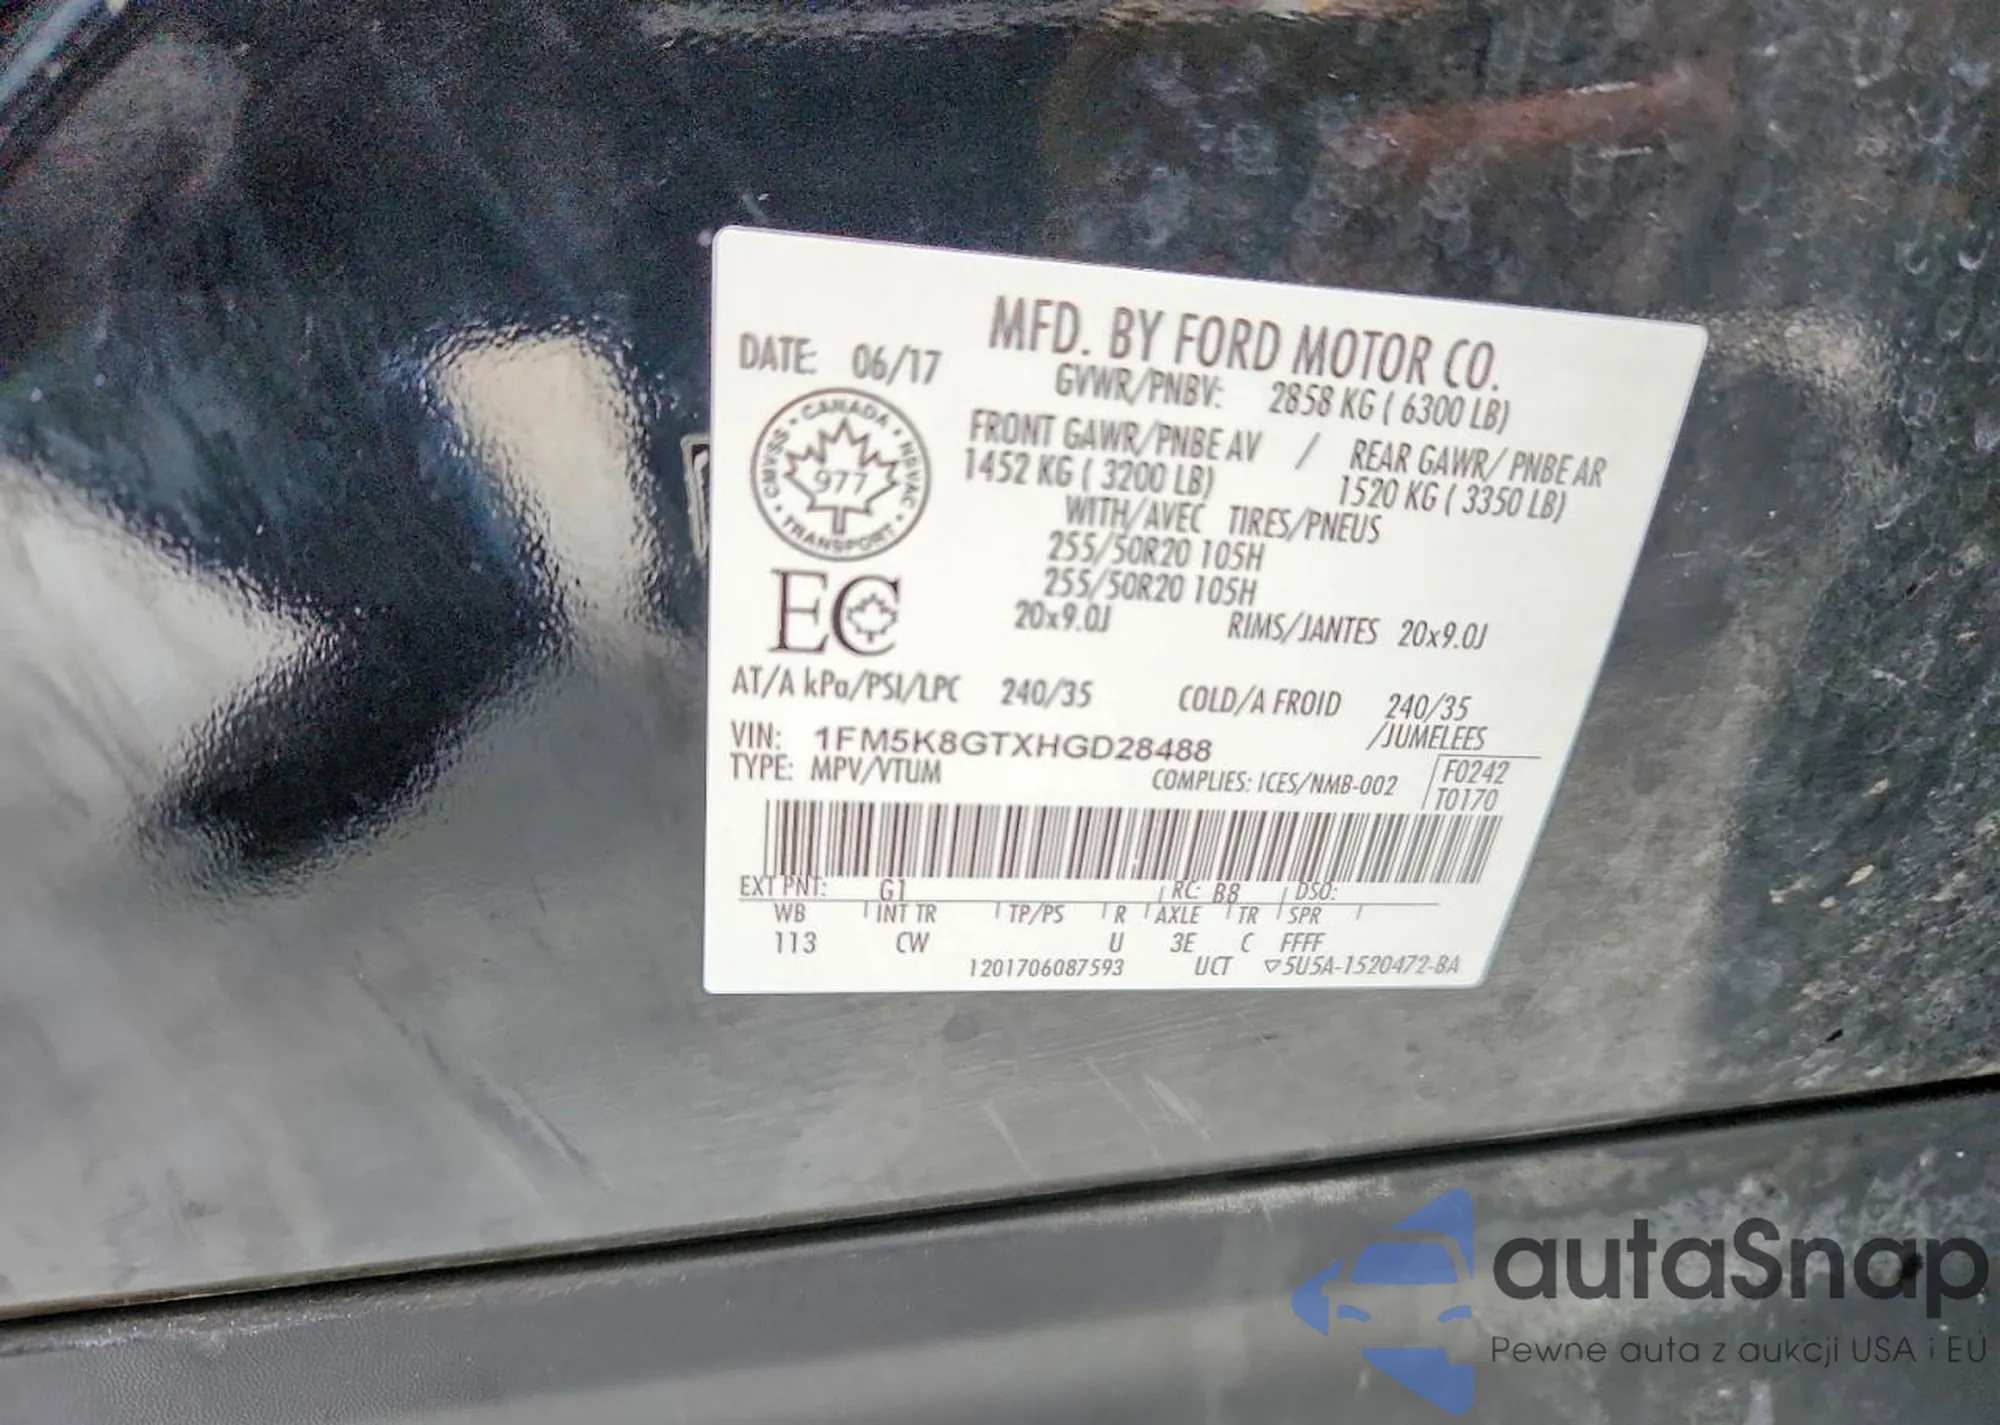 MFD. BY FORD MOTOR CO.
DATE: 06/17
GVWR/PNBV: 2858 KG ( 6300 LB)
FRONT GAWR/PNBE AV / REAR GAWR/ PNBE AR
1452 KG ( 3200 LB) 1520 KG ( 3350 LB)
WITH/AVEC TIRES/PNEUS
255/50R20 105H
255/50R20 105H
20x9.0J RIMS/JANTES 20x9.0J
CANADA · NSVAC · TRANSPORT · CMVSS ·
977
EC
AT/A kPa/PSI/LPC 240/35 COLD/A FROID 240/35
/JUMELEES
VIN: 1FM5K8GTXHGD28488
TYPE: MPV/VTUM COMPLIES: ICES/NMB-002
F0242
T0170
EXT PNT: G1 RC: B8 DSO:
WB INT TR TP/PS R AXLE TR SPR
113 CW U 3E C FFFF
1201706087593 UCT ▽5U5A-1520472-BA
autaSnap
Pewne auta z aukcji USA i EU